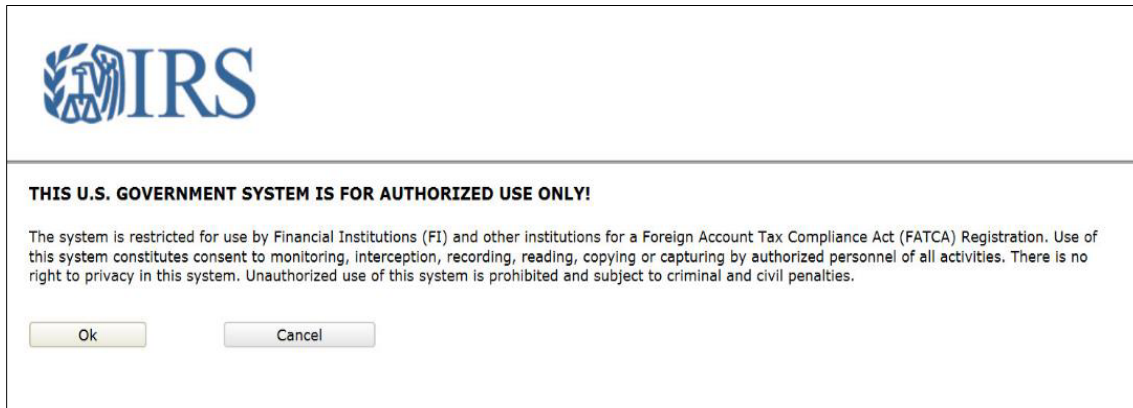 IRS
THIS U.S. GOVERNMENT SYSTEM IS FOR AUTHORIZED USE ONLY!
The system is restricted for use by Financial Institutions (FI) and other institutions for a Foreign Account Tax Compliance Act (FATCA) Registration. Use of
this system constitutes consent to monitoring, interception, recording, reading, copying or capturing by authorized personnel of all activities. There is no
right to privacy in this system. Unauthorized use of this system is prohibited and subject to criminal and civil penalties.
Ok Cancel